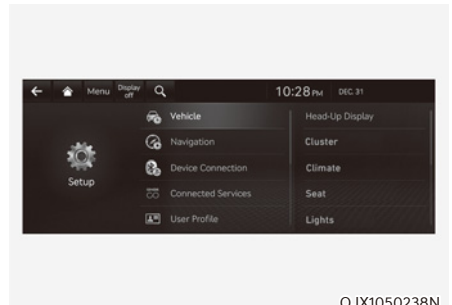 Menu
Display off
10:28 PM
DEC. 31
Setup
Vehicle
Navigation
Device Connection
Connected Services
User Profile
Head-Up Display
Cluster
Climate
Seat
Lights
OJX1050238N